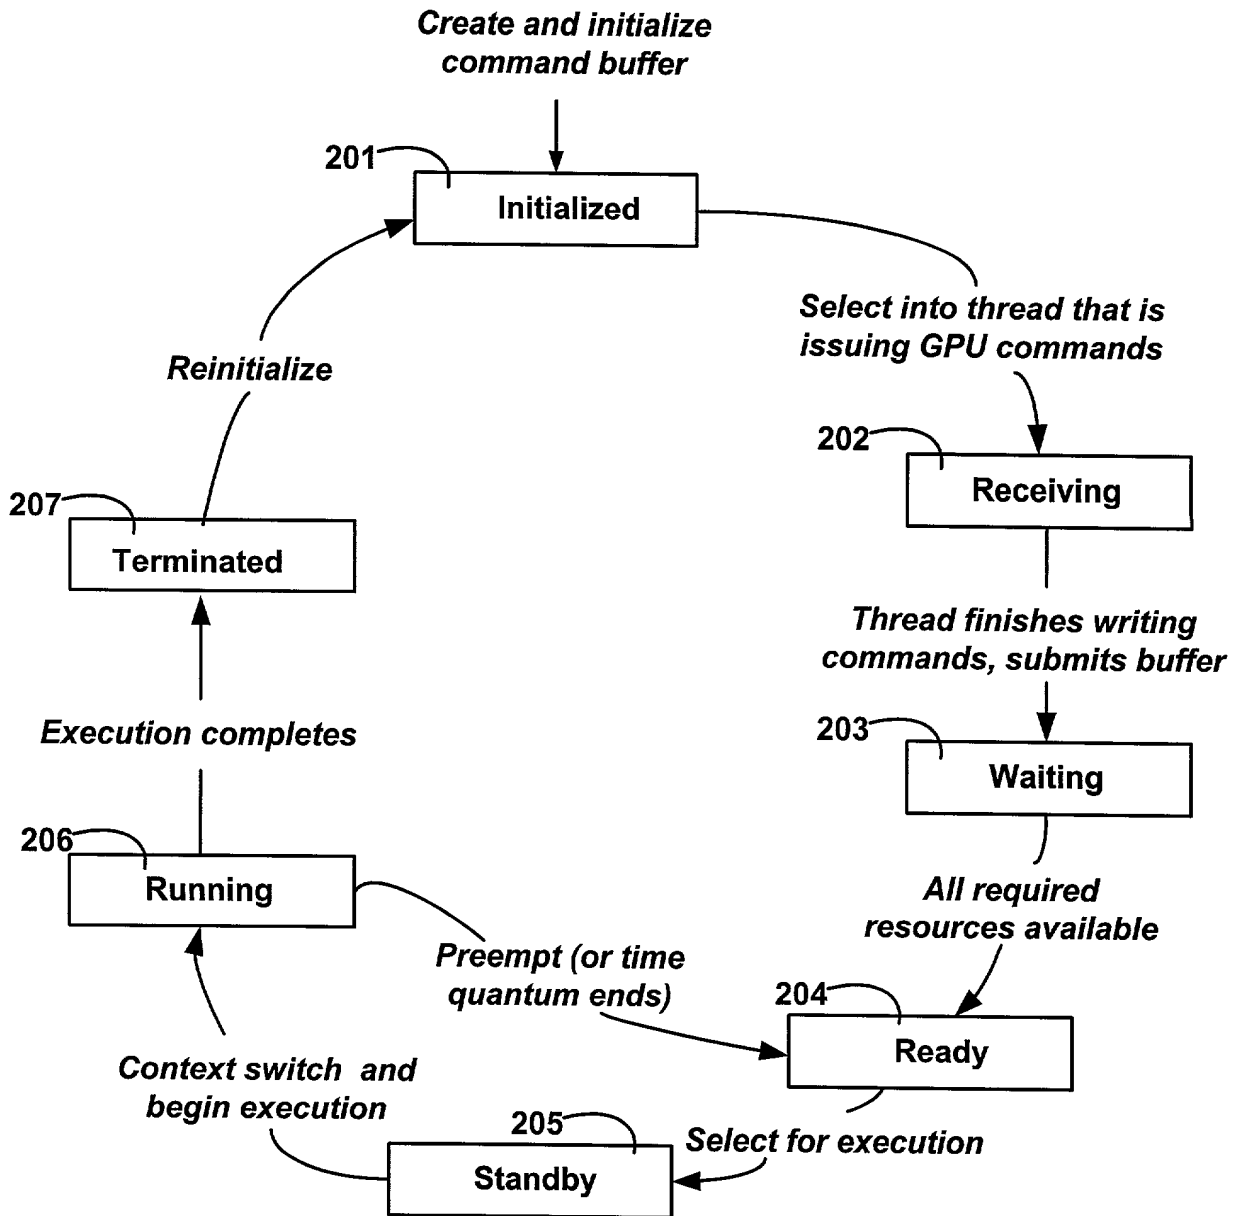 Create and initialize
command buffer
201
Initialized
Select into thread that is
issuing GPU commands
Reinitialize
202
Receiving
207
Terminated
Thread finishes writing
commands, submits buffer
Execution completes
203
Waiting
206
Running
All required
resources available
Preempt (or time
quantum ends)
204
Ready
Context switch and
begin execution
205
Select for execution
Standby